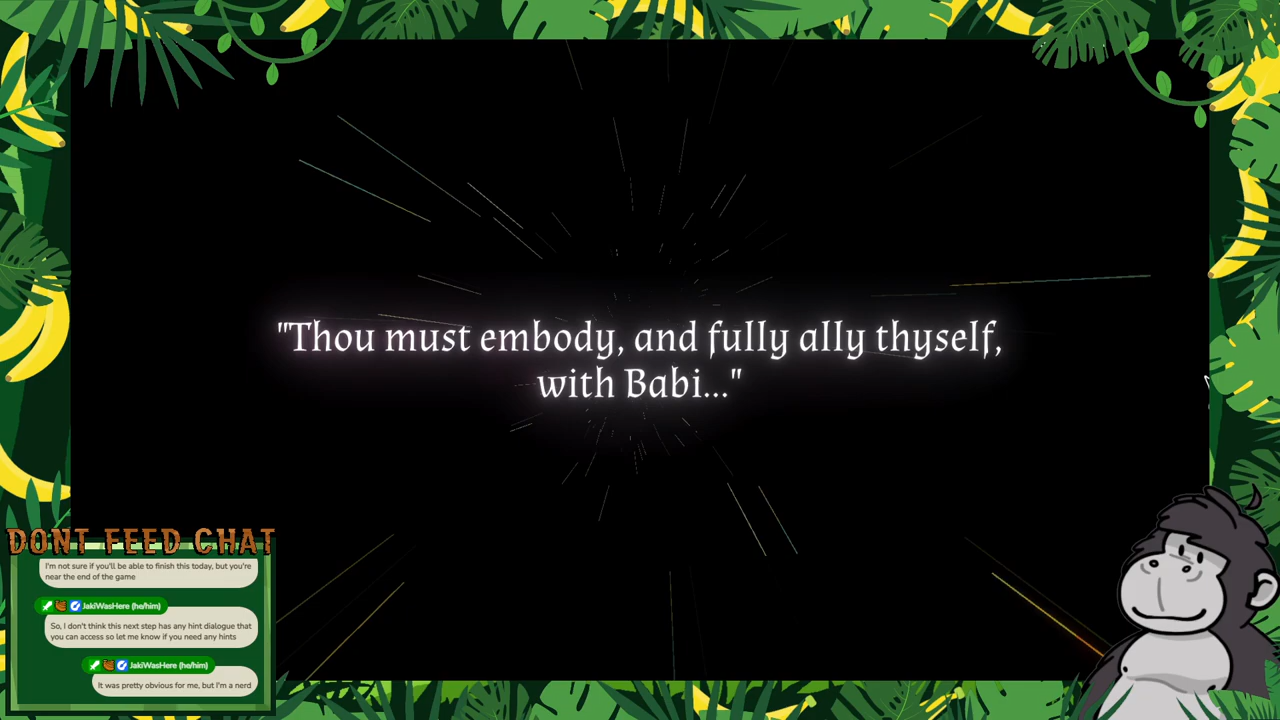 "Thou must embody, and fully ally thyself,
with Babi..."
DONT FEED CHAT
I'm not sure if you'll be able to finish this today, but you're
near the end of the game
JakiWasHere (he/him)
So, I don't think this next step has any hint dialogue that
you can access so let me know if you need any hints
JakiWasHere (he/him)
It was pretty obvious for me, but I'm a nerd